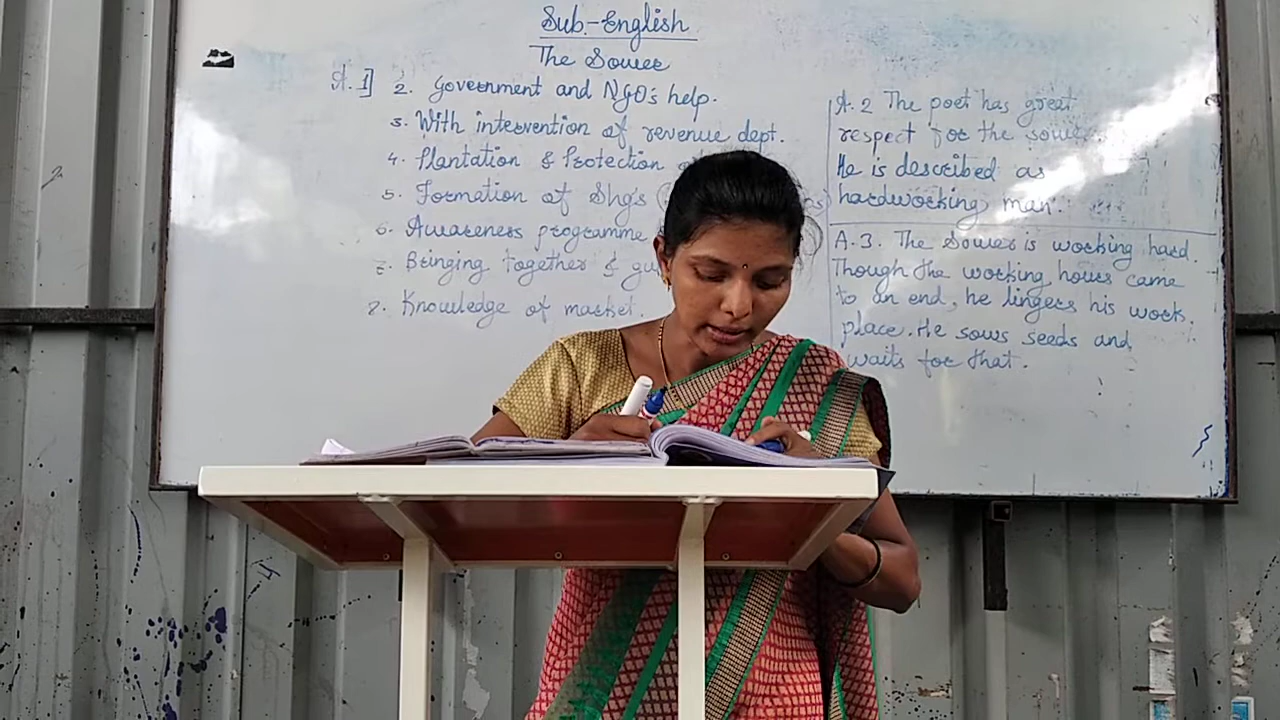 Sub.-English
The Sower
A. 1] 2. Government and NGO's help.
3. With intervention of revenue dept.
4. Plantation & Protection
5. Formation of Shg's
6. Awareness programme
7. Bringing together &
8. Knowledge of market.
A. 2 The poet has great
respect for the sower.
He is described as
hardworking man.
A. 3. The Sower is working hard.
Though the working hours came
to an end, he lingers his work
place. He sows seeds and
waits for that.